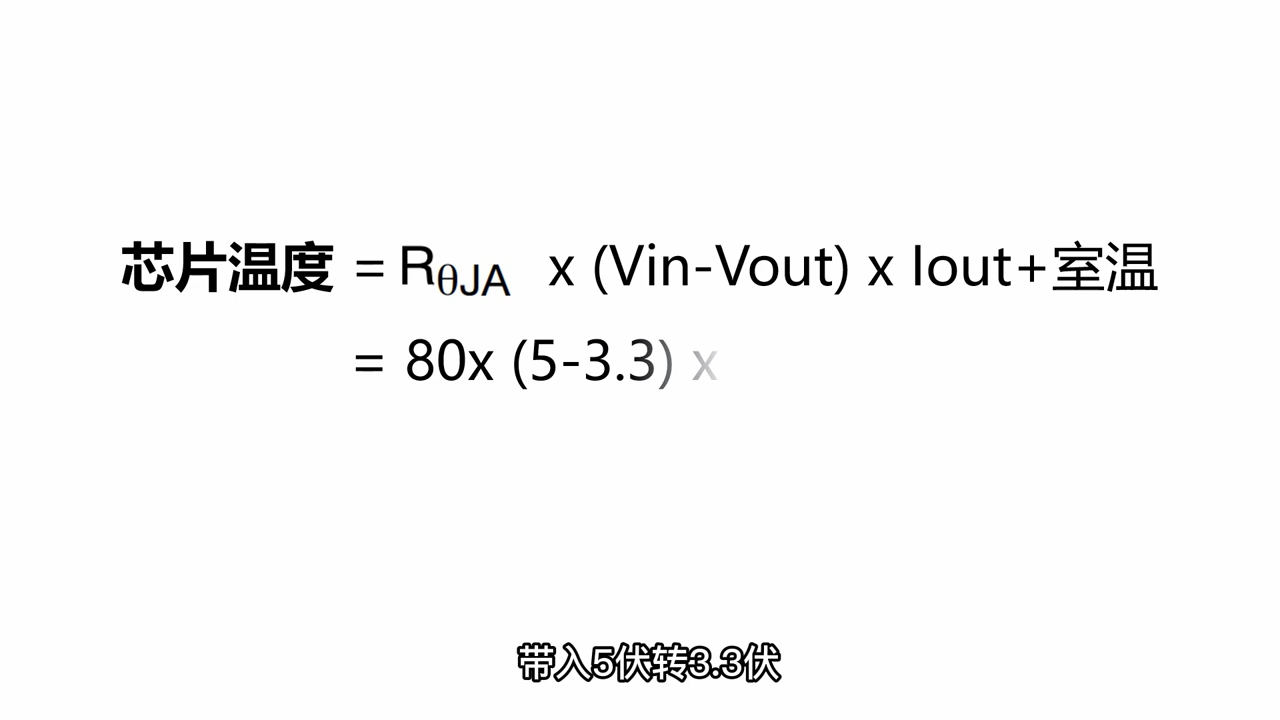 芯片温度 = RθJA x (Vin-Vout) x Iout+室温
= 80x (5-3.3) x
带入5伏转3.3伏